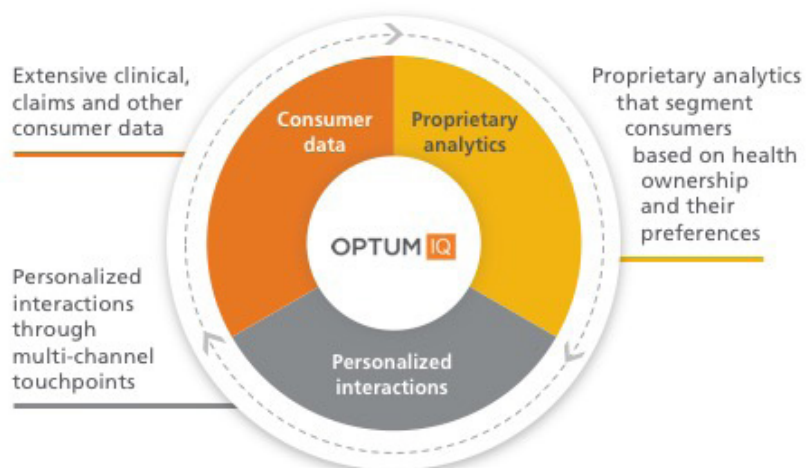 Extensive clinical,
claims and other
consumer data
Consumer
data
Proprietary
analytics
Proprietary analytics
that segment
consumers
based on health
ownership
and their
preferences
OPTUM IQ
Personalized
interactions
through
multi-channel
touchpoints
Personalized
interactions